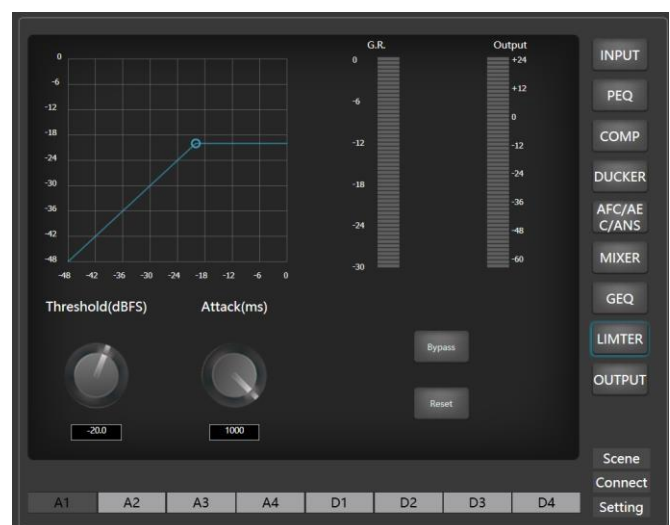 G.R.
Output
0
-6
-12
-18
-24
-30
-36
-42
-48
-48 -42 -36 -30 -24 -18 -12 -6 0
0
-6
-12
-18
-24
-30
+24
+12
0
-12
-24
-36
-48
-60
Threshold(dBFS) Attack(ms)
-20.0 1000
Bypass
Reset
INPUT
PEQ
COMP
DUCKER
AFC/AE
C/ANS
MIXER
GEQ
LIMTER
OUTPUT
Scene
Connect
Setting
A1 A2 A3 A4 D1 D2 D3 D4